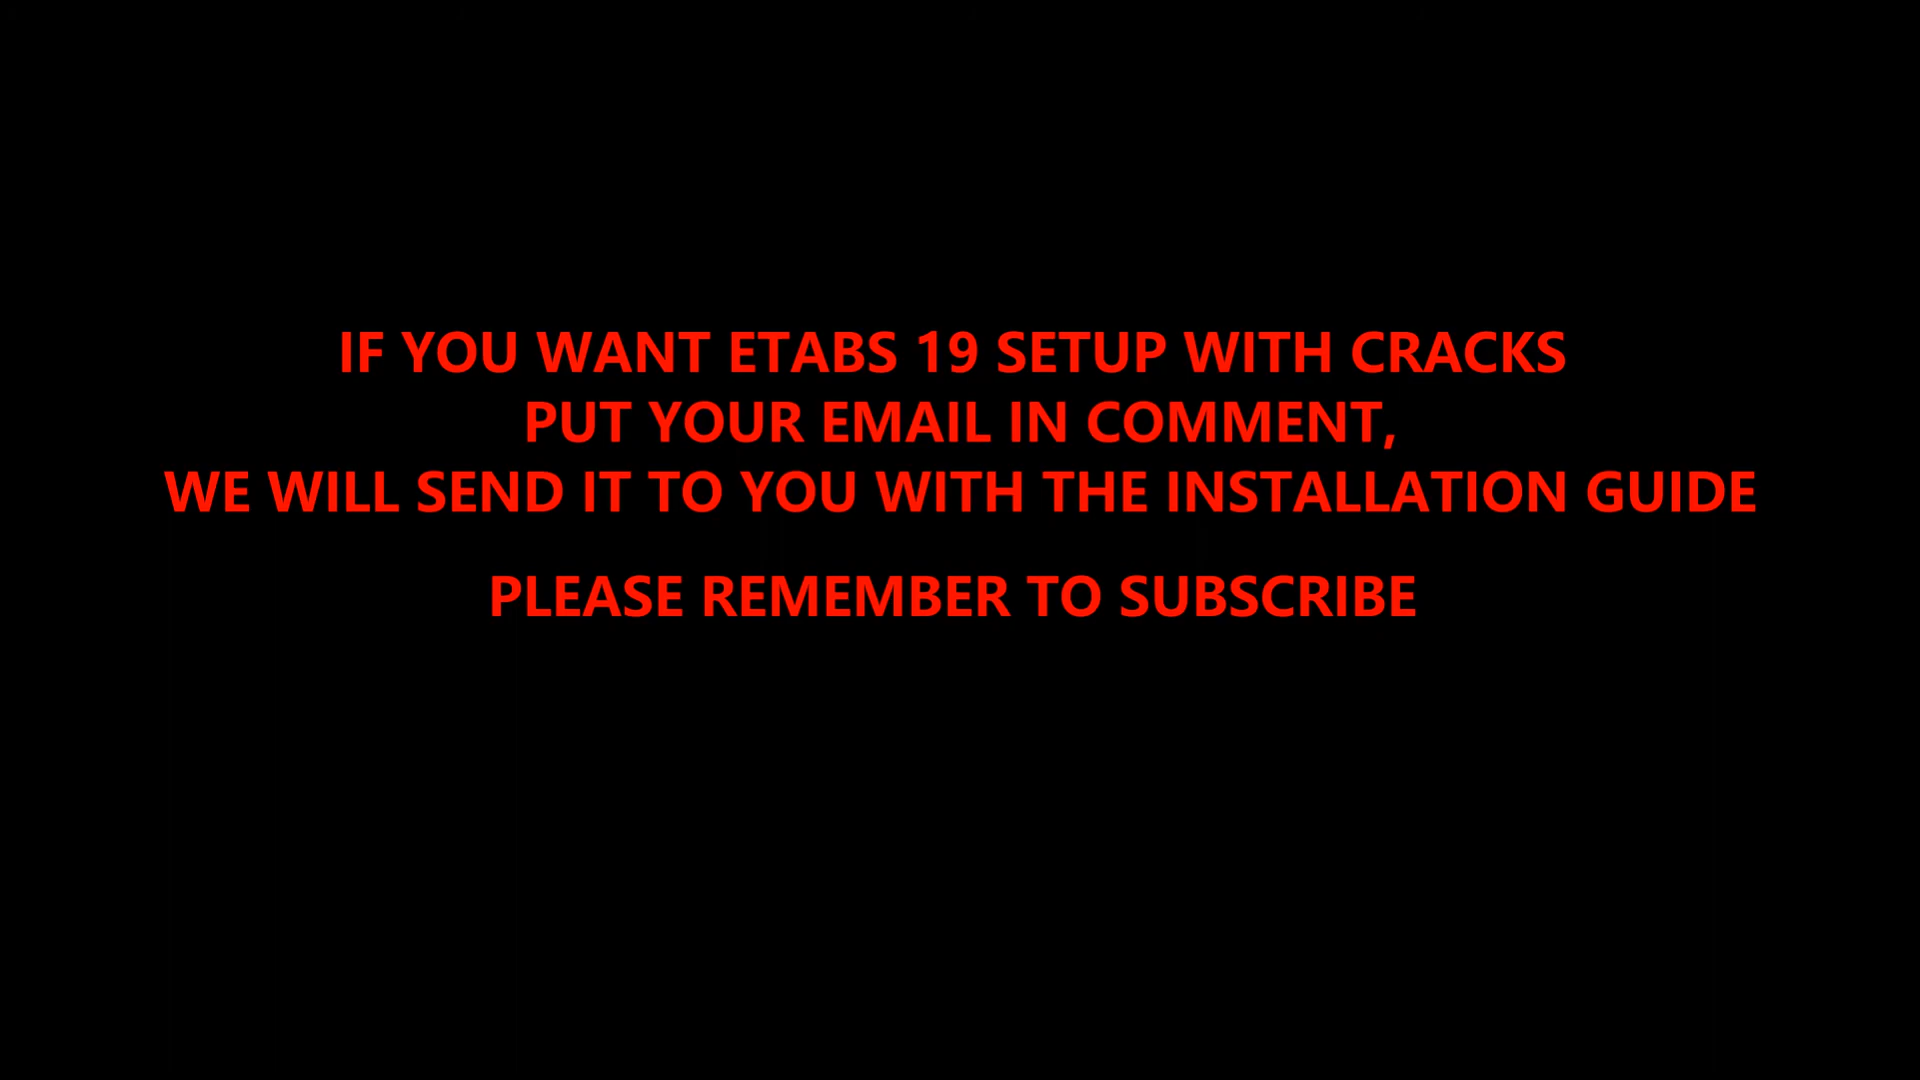 IF YOU WANT ETABS 19 SETUP WITH CRACKS
PUT YOUR EMAIL IN COMMENT,
WE WILL SEND IT TO YOU WITH THE INSTALLATION GUIDE
PLEASE REMEMBER TO SUBSCRIBE